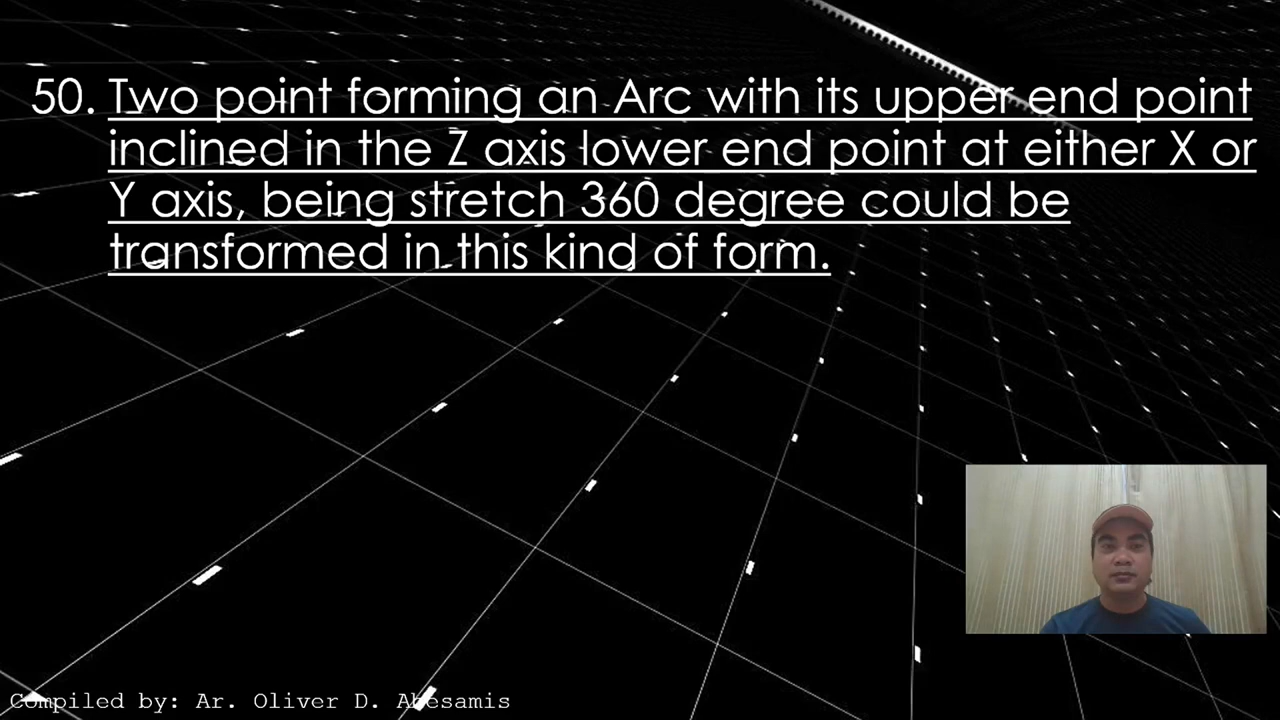 50. Two point forming an Arc with its upper end point
inclined in the Z axis lower end point at either X or
Y axis, being stretch 360 degree could be
transformed in this kind of form.
Compiled by: Ar. Oliver D. Abesamis